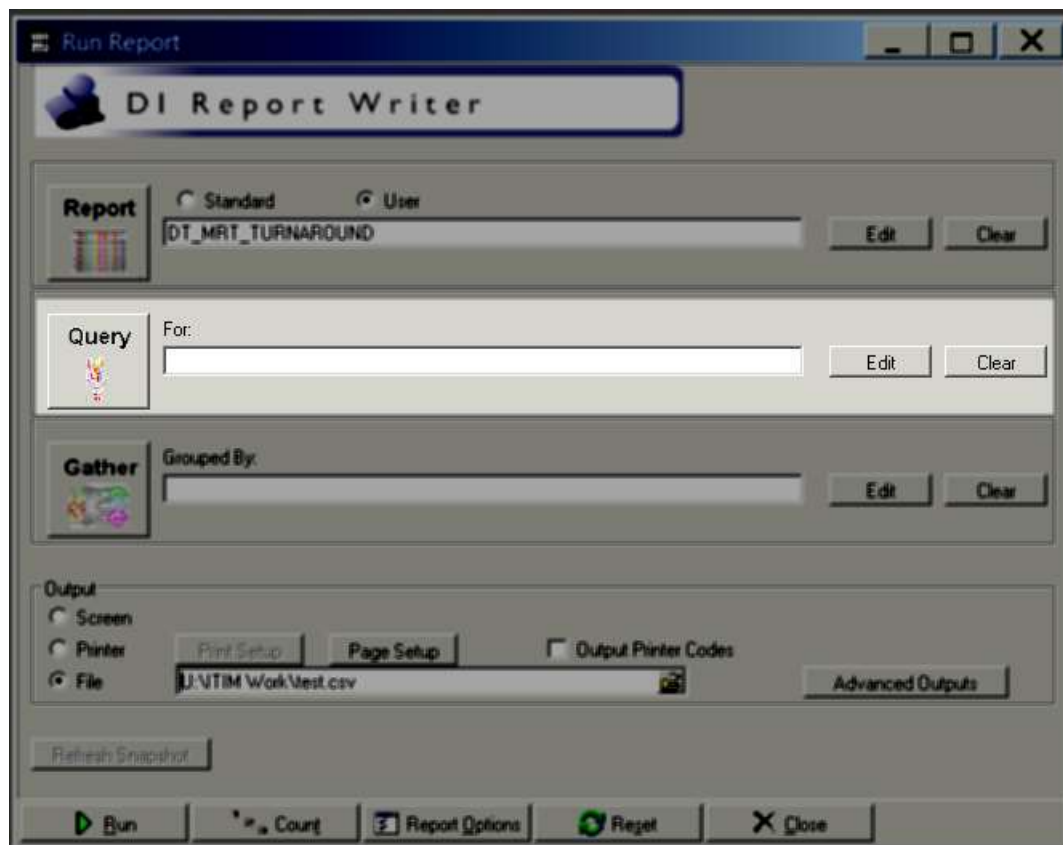 Run Report
DI Report Writer
Report
Standard
User
DT_MRT_TURNAROUND
Edit
Clear
Query
For:
Edit
Clear
Gather
Grouped By:
Edit
Clear
Output
Screen
Printer
Print Setup
Page Setup
Output Printer Codes
File
U:\ITIM Work\test.csv
Advanced Outputs
Refresh Snapshot
Run
Count
Report Options
Reset
Close